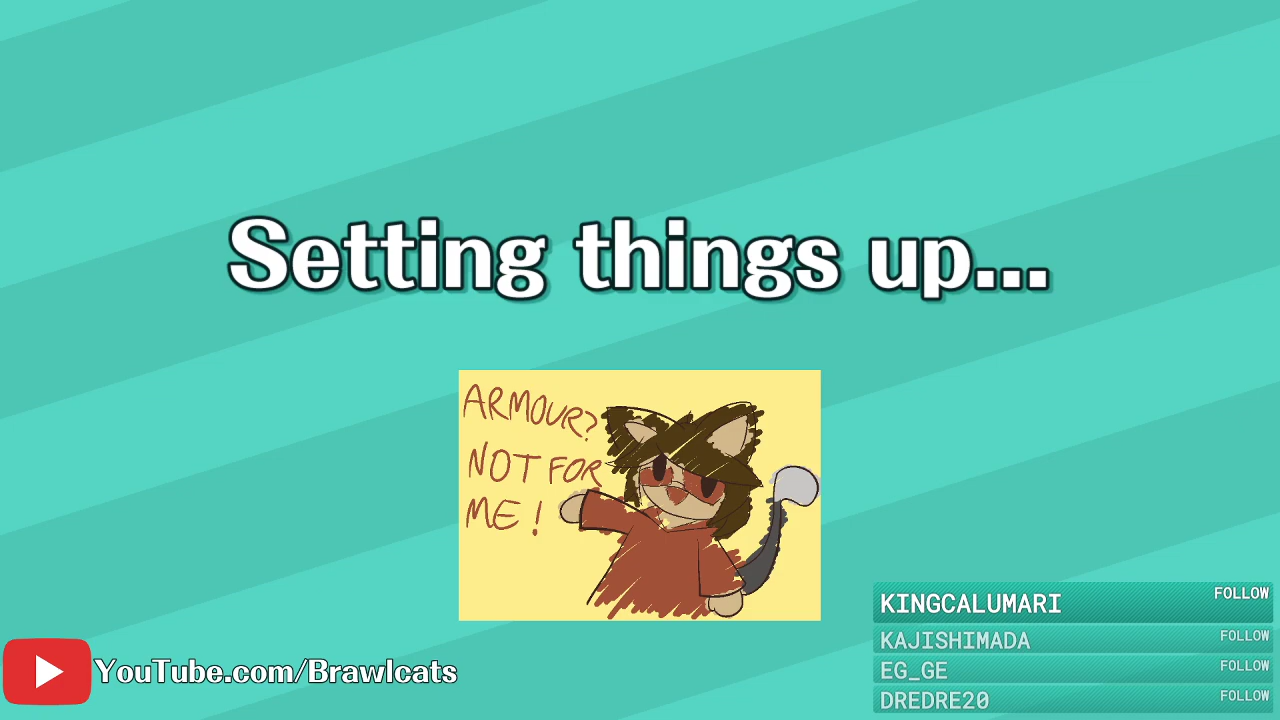 Setting things up...
ARMOUR?
NOT FOR
ME!
YouTube.com/Brawlcats
KINGCALUMARI FOLLOW
KAJISHIMADA FOLLOW
EG_GE FOLLOW
DREDRE20 FOLLOW